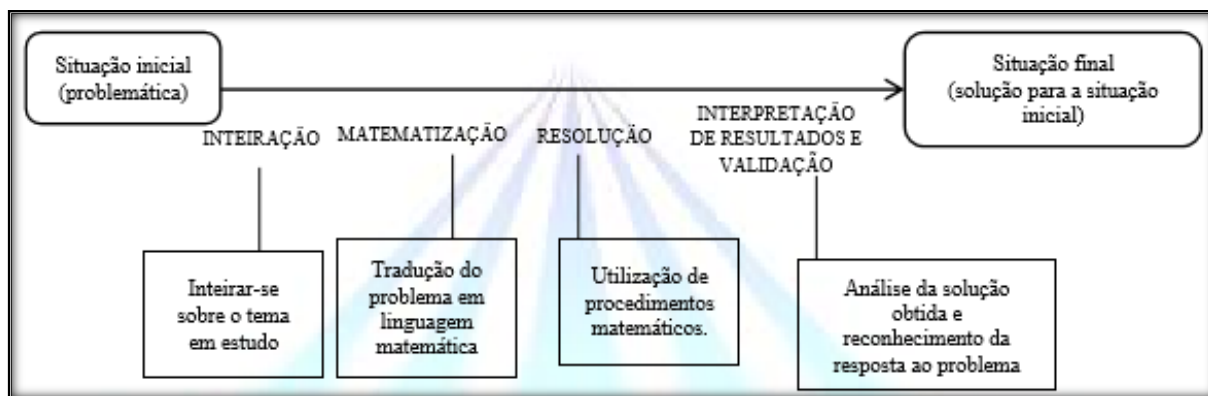 Situação inicial
(problemática)
Situação final
(solução para a situação
inicial)
INTEIRAÇÃO
MATEMATIZAÇÃO
RESOLUÇÃO
INTERPRETAÇÃO
DE RESULTADOS E
VALIDAÇÃO
Inteirar-se
sobre o tema
em estudo
Tradução do
problema em
linguagem
matemática
Utilização de
procedimentos
matemáticos.
Análise da solução
obtida e
reconhecimento da
resposta ao problema